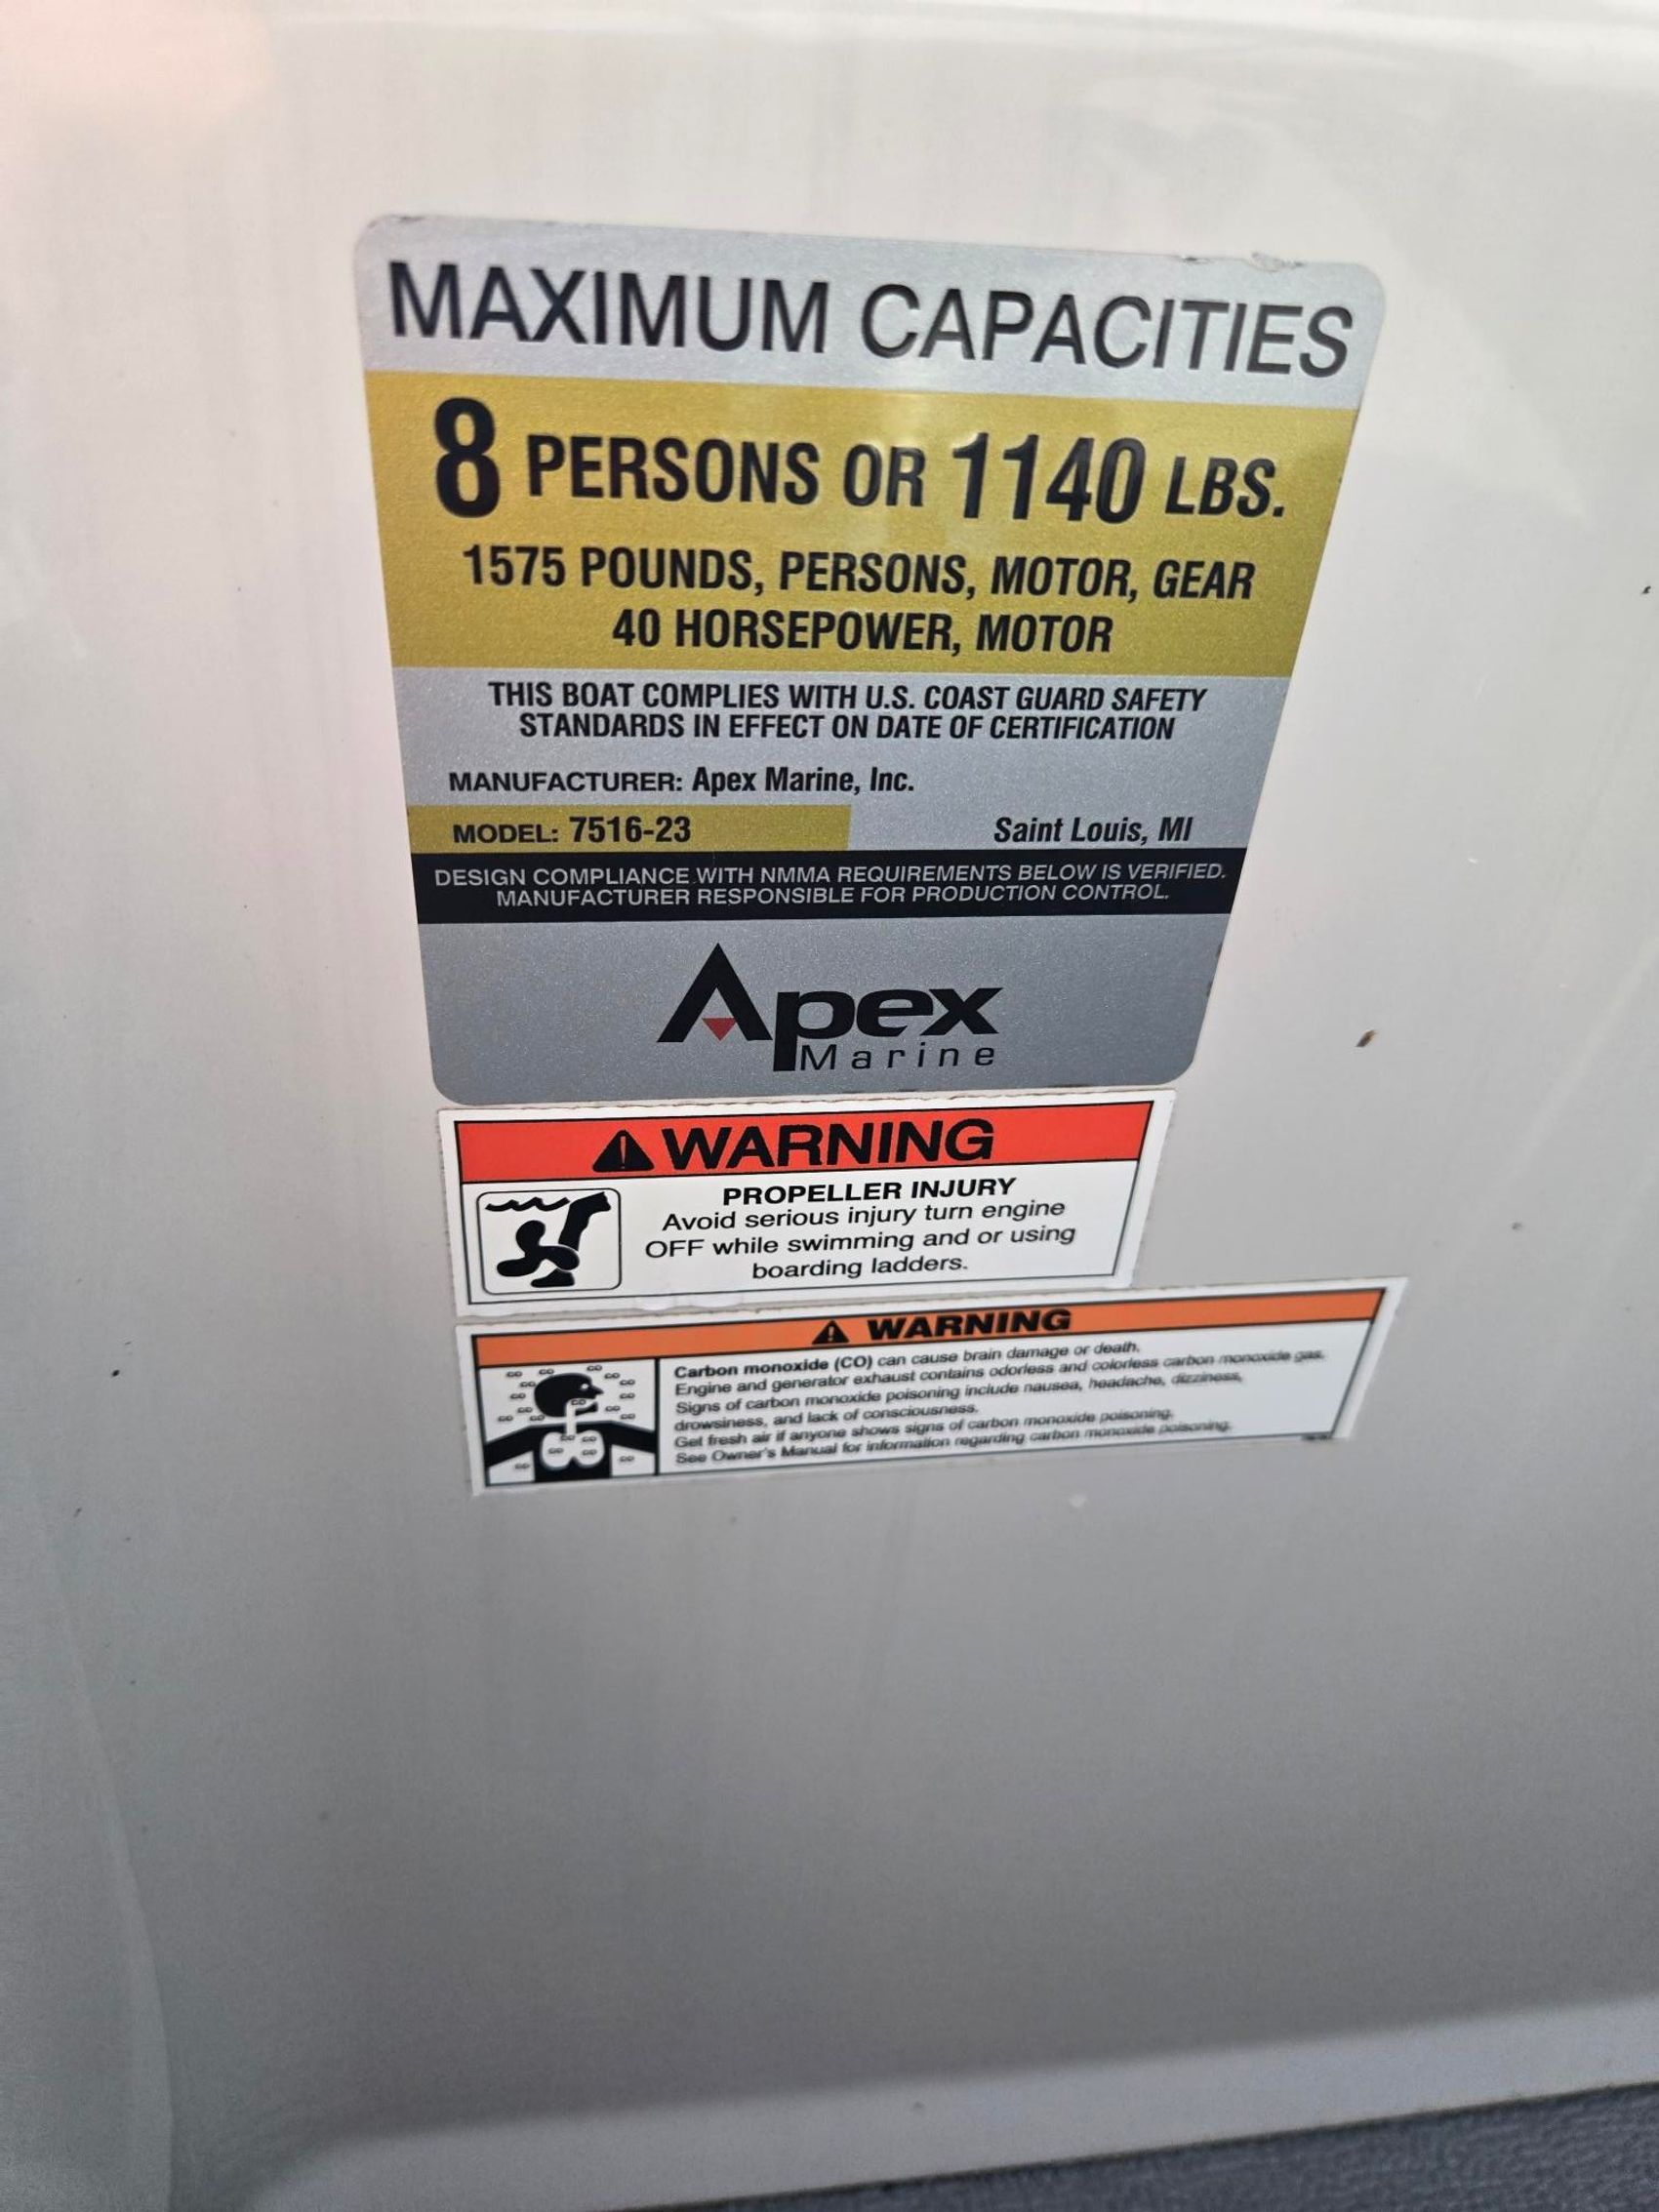 MAXIMUM CAPACITIES
8 PERSONS OR 1140 LBS.
1575 POUNDS, PERSONS, MOTOR, GEAR
40 HORSEPOWER, MOTOR
THIS BOAT COMPLIES WITH U.S. COAST GUARD SAFETY
STANDARDS IN EFFECT ON DATE OF CERTIFICATION
MANUFACTURER: Apex Marine, Inc.
MODEL: 7516-23 Saint Louis, MI
DESIGN COMPLIANCE WITH NMMA REQUIREMENTS BELOW IS VERIFIED.
MANUFACTURER RESPONSIBLE FOR PRODUCTION CONTROL.
Apex
Marine
WARNING
PROPELLER INJURY
Avoid serious injury turn engine
OFF while swimming and or using
boarding ladders.
WARNING
Carbon monoxide (CO) can cause brain damage or death.
Engine and generator exhaust contains odorless and colorless carbon monoxide gas.
Signs of carbon monoxide poisoning include nausea, headache, dizziness,
drowsiness, and lack of consciousness.
Get fresh air if anyone shows signs of carbon monoxide poisoning.
See Owner's Manual for information regarding carbon monoxide poisoning.